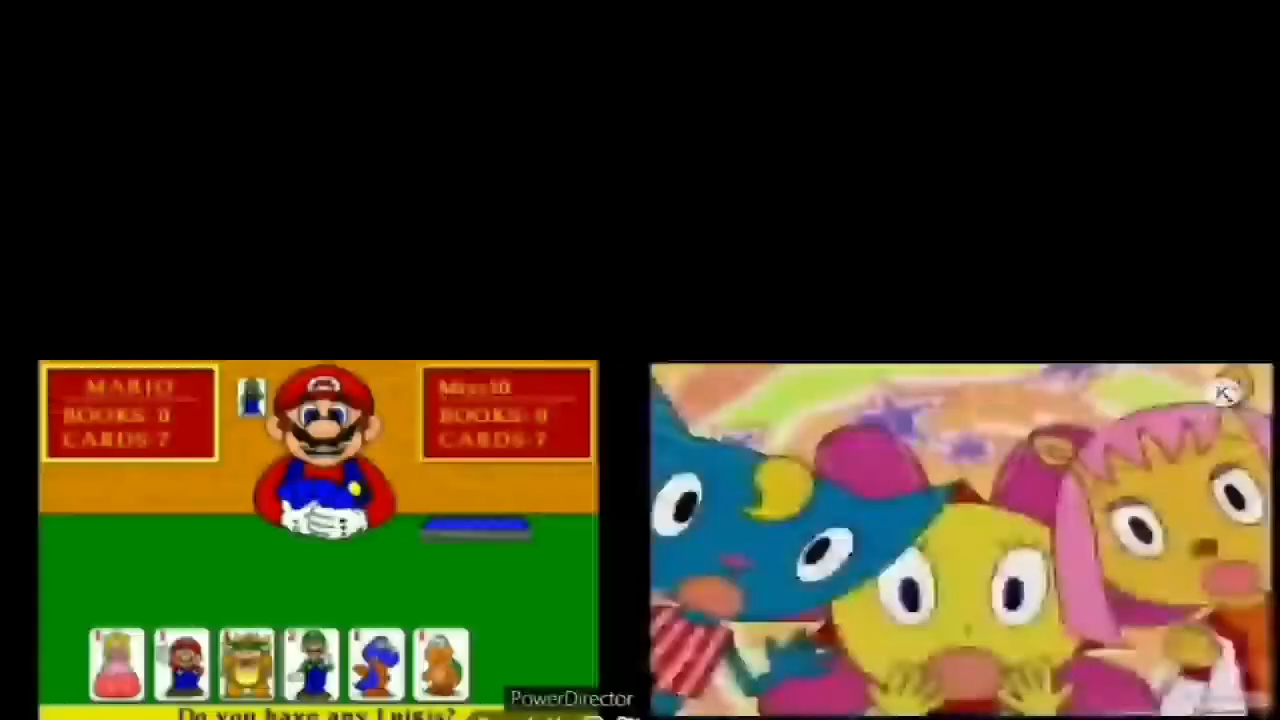 MARIO
BOOKS 0
CARDS 7
BOOKS 0
CARDS 7
K
Do you have any Luigis?
PowerDirector